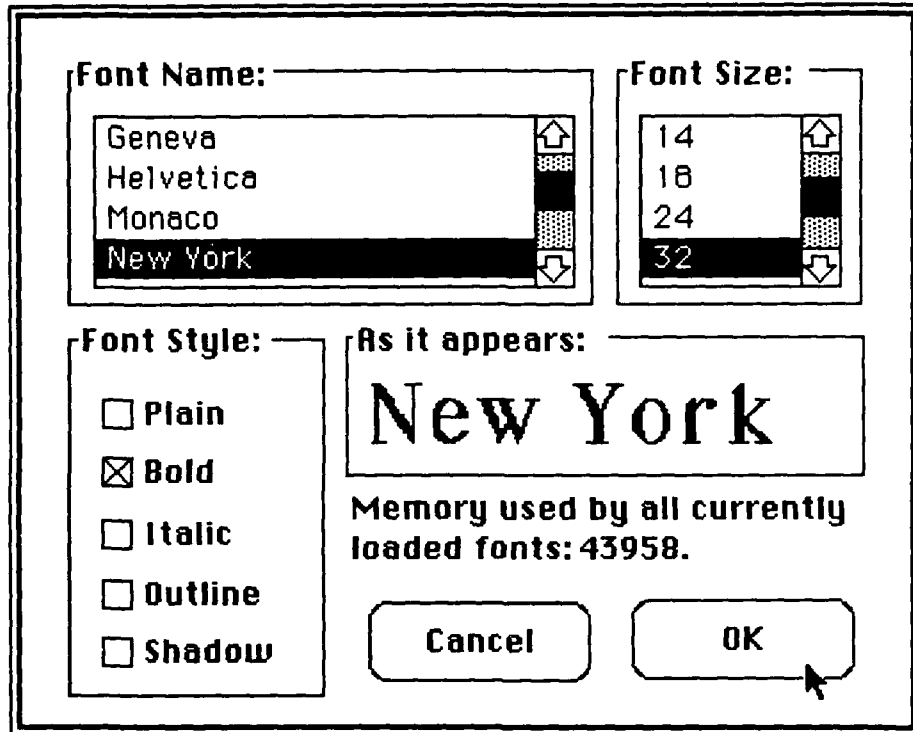 Font Name:
Geneva
Helvetica
Monaco
New York
Font Size:
14
18
24
32
Font Style:
Plain
Bold
Italic
Outline
Shadow
As it appears:
New York
Memory used by all currently
loaded fonts: 43958.
Cancel
OK